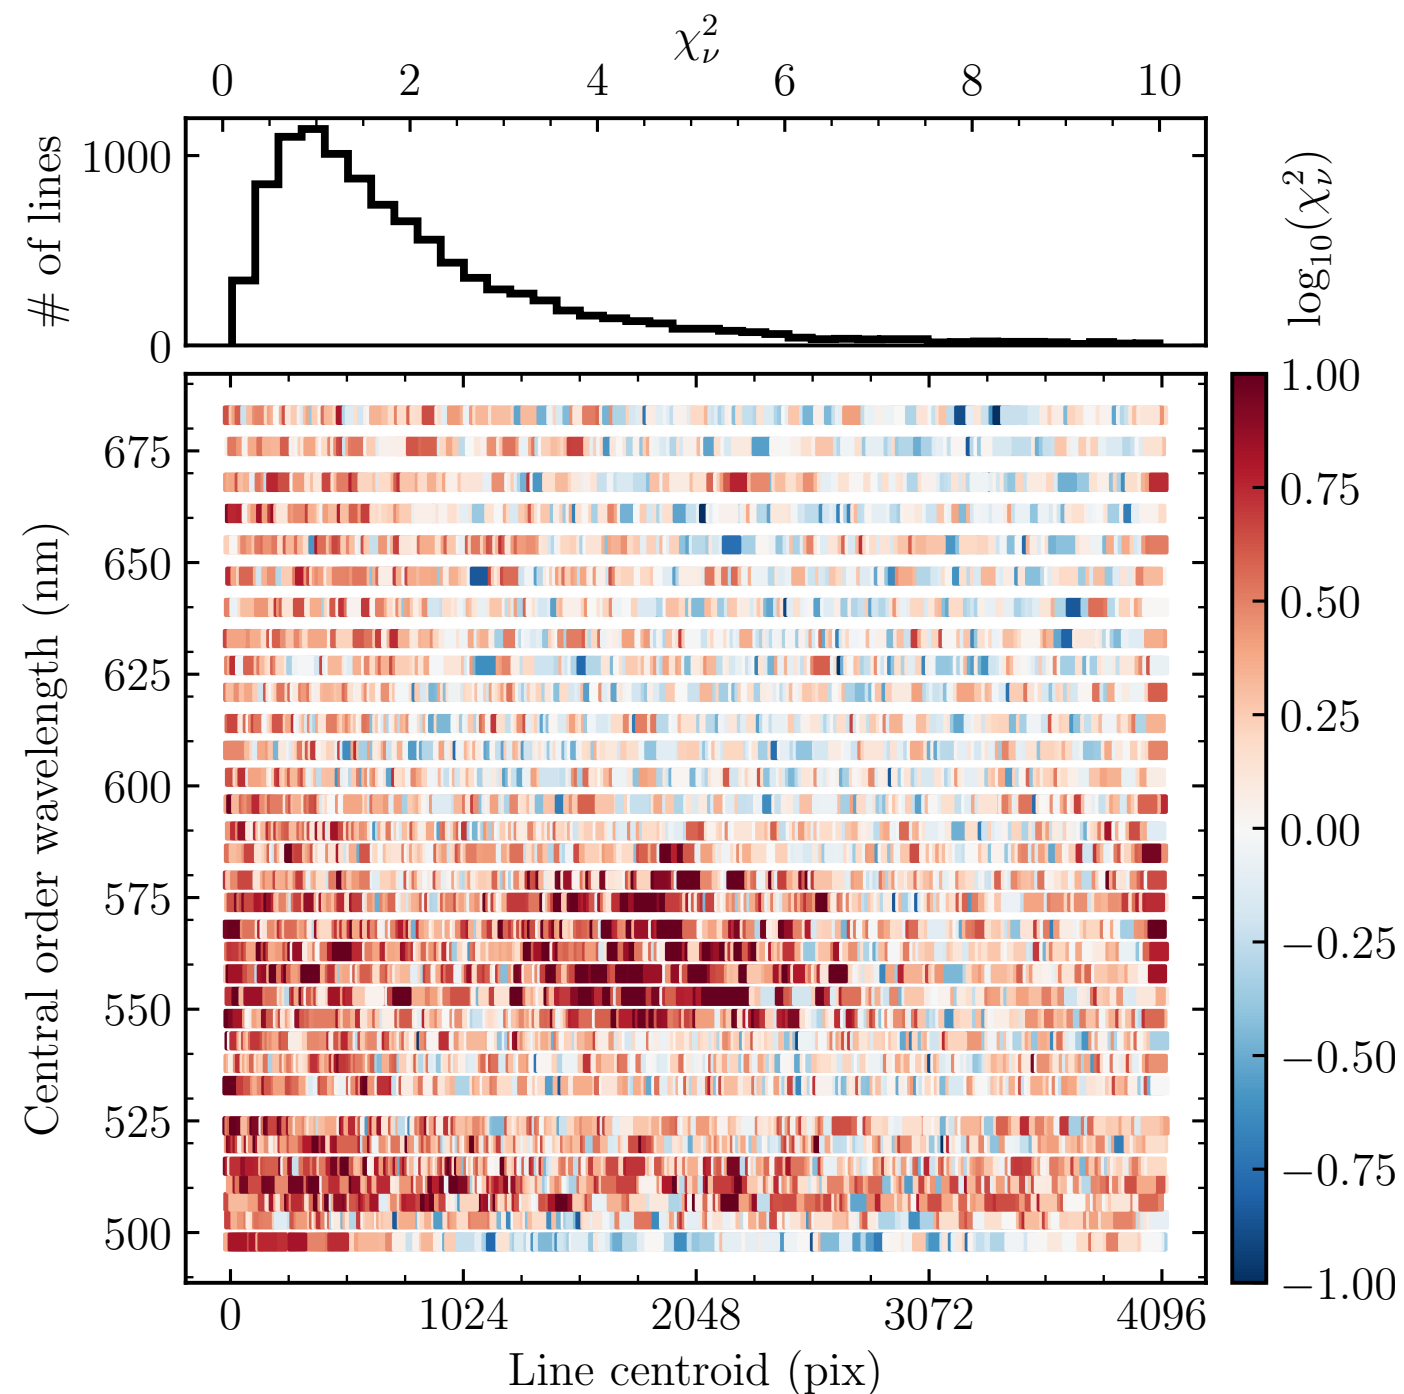 χ²ᵥ
0 2 4 6 8 10
# of lines
1000
0
log₁₀(χ²ᵥ)
Central order wavelength (nm)
675
650
625
600
575
550
525
500
1.00
0.75
0.50
0.25
0.00
−0.25
−0.50
−0.75
−1.00
0 1024 2048 3072 4096
Line centroid (pix)